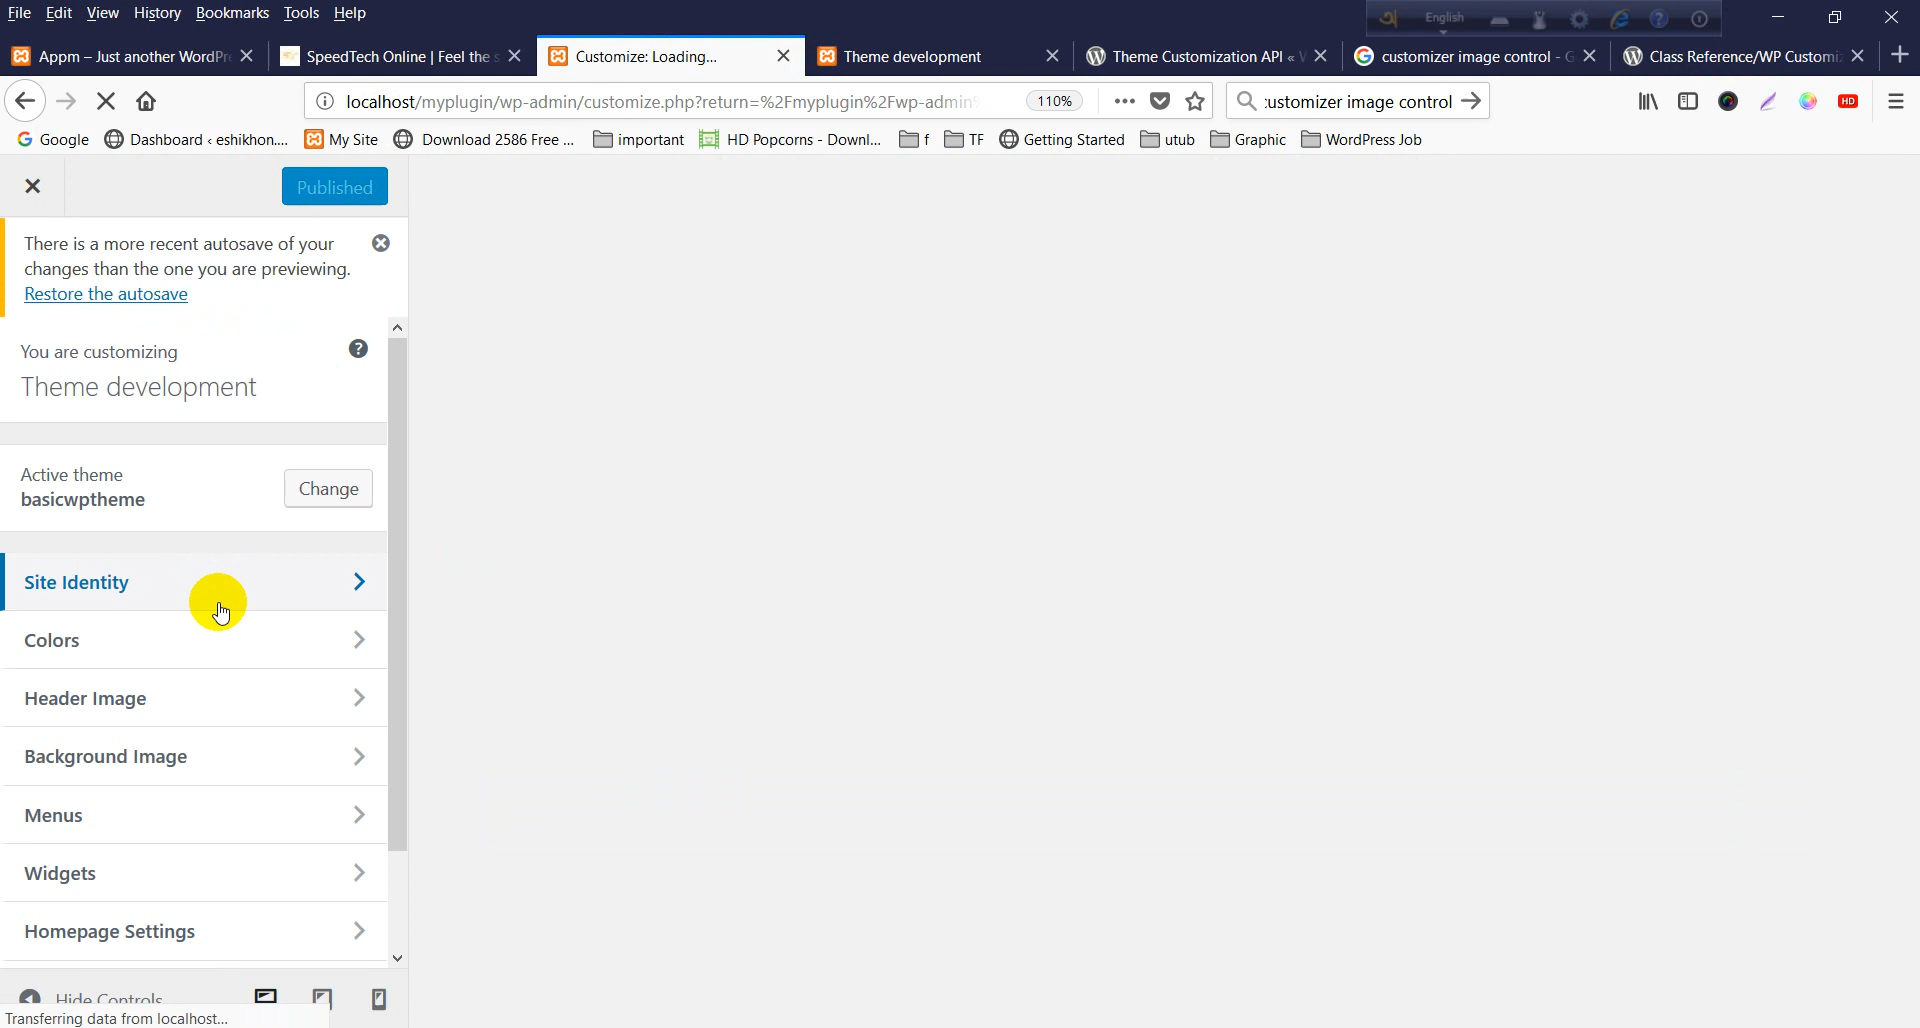 File Edit View History Bookmarks Tools Help
English
Appm – Just another WordPre
SpeedTech Online | Feel the s
Customize: Loading...
Theme development
Theme Customization API «
customizer image control - G
Class Reference/WP Customi
localhost/myplugin/wp-admin/customize.php?return=%2Fmyplugin%2Fwp-admin%
110%
:ustomizer image control
HD
Google
Dashboard ‹ eshikhon....
My Site
Download 2586 Free ...
important
HD Popcorns - Downl...
f
TF
Getting Started
utub
Graphic
WordPress Job
Published
There is a more recent autosave of your
changes than the one you are previewing.
Restore the autosave
You are customizing
Theme development
Active theme
basicwptheme
Change
Site Identity
Colors
Header Image
Background Image
Menus
Widgets
Homepage Settings
Hide Controls
Transferring data from localhost...